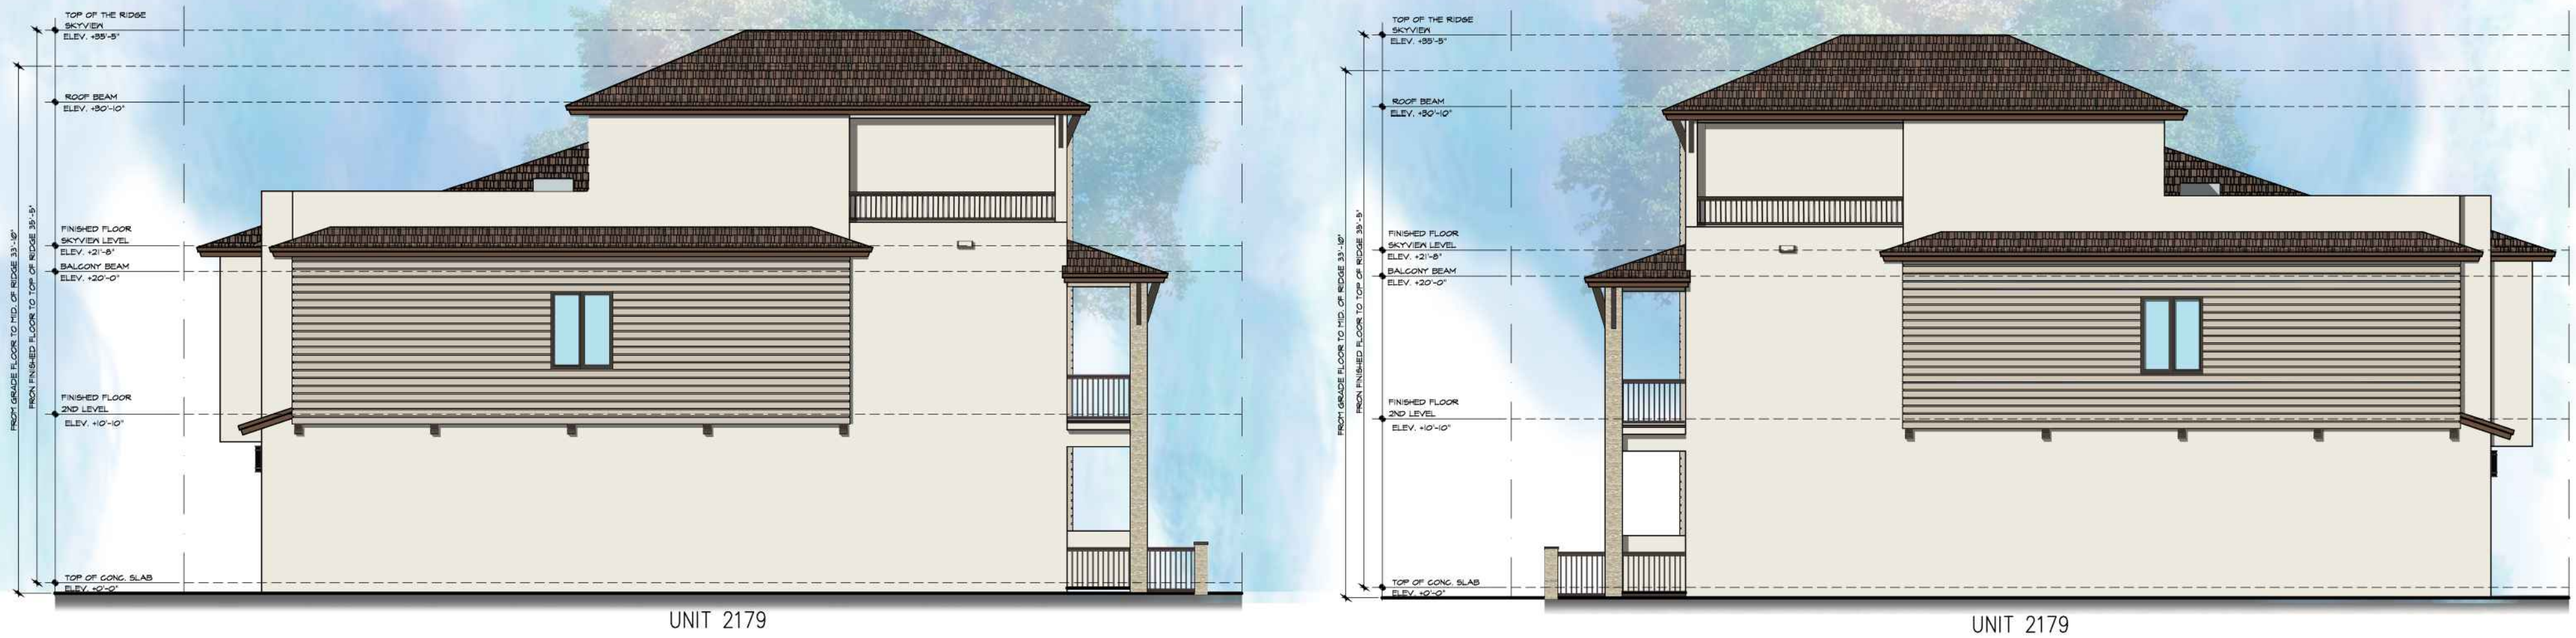 TOP OF THE RIDGE
SKYVIEW
ELEV. +35'-5"
ROOF BEAM
ELEV. +30'-10"
FINISHED FLOOR
SKYVIEW LEVEL
ELEV. +21'-8"
BALCONY BEAM
ELEV. +20'-0"
FINISHED FLOOR
2ND LEVEL
ELEV. +10'-10"
TOP OF CONC. SLAB
ELEV. +0'-0"
FROM GRADE FLOOR TO MID. OF RIDGE 33'-10"
FRON FINISHED FLOOR TO TOP OF RIDGE 35'-5"
UNIT 2179
TOP OF THE RIDGE
SKYVIEW
ELEV. +35'-5"
ROOF BEAM
ELEV. +30'-10"
FINISHED FLOOR
SKYVIEW LEVEL
ELEV. +21'-8"
BALCONY BEAM
ELEV. +20'-0"
FINISHED FLOOR
2ND LEVEL
ELEV. +10'-10"
TOP OF CONC. SLAB
ELEV. +0'-0"
FROM GRADE FLOOR TO MID. OF RIDGE 33'-10"
FRON FINISHED FLOOR TO TOP OF RIDGE 35'-5"
UNIT 2179